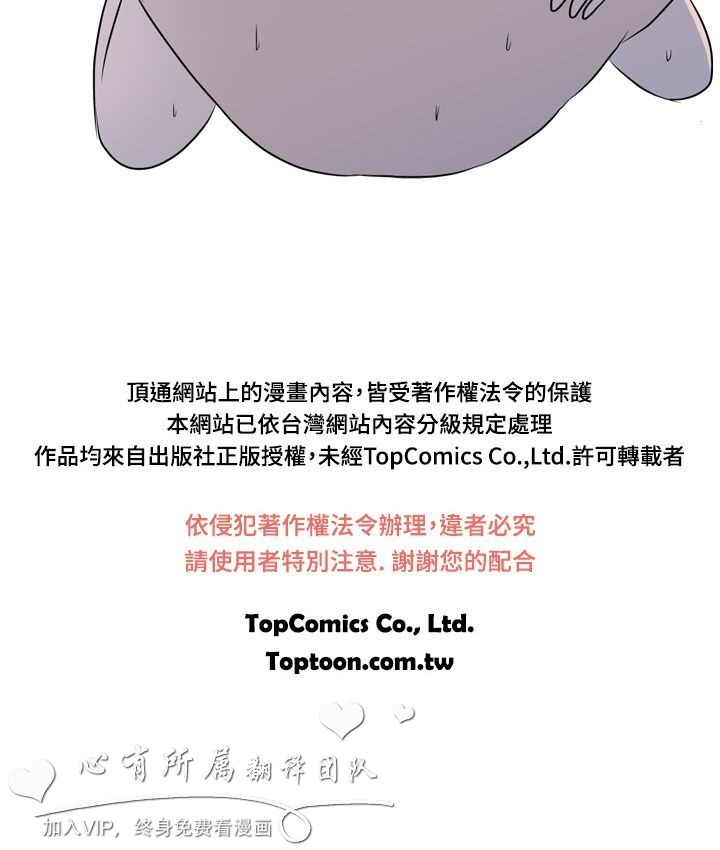 頂通網站上的漫畫內容，皆受著作權法令的保護
本網站已依台灣網站內容分級規定處理
作品均來自出版社正版授權，未經TopComics Co.,Ltd.許可轉載者
依侵犯著作權法令辦理，違者必究
請使用者特別注意. 謝謝您的配合
TopComics Co., Ltd.
Toptoon.com.tw
心有所属翻译团队
加入VIP，终身免费看漫画